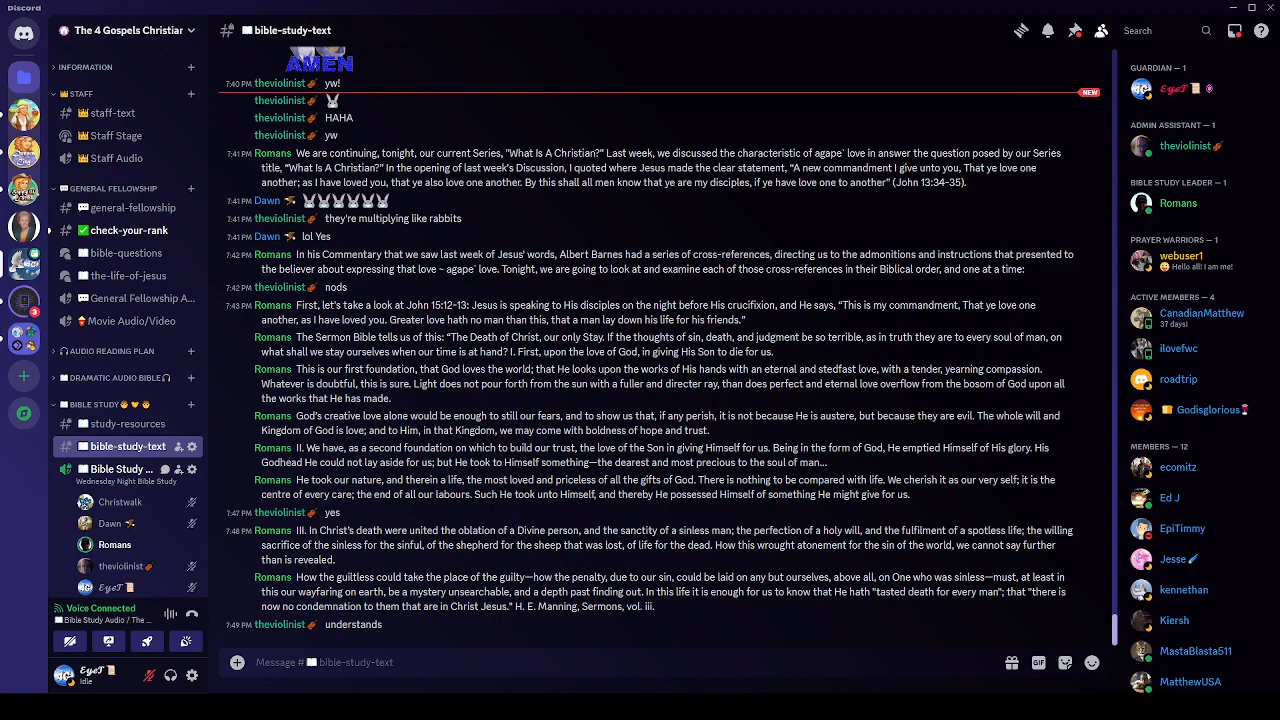 Discord
The 4 Gospels Christiar
INFORMATION
STAFF
staff-text
Staff Stage
Staff Audio
GENERAL FELLOWSHIP
general-fellowship
check-your-rank
bible-questions
the-life-of-jesus
General Fellowship A...
Movie Audio/Video
AUDIO READING PLAN
DRAMATIC AUDIO BIBLE
BIBLE STUDY
study-resources
bible-study-text
Bible Study ...
Wednesday Night Bible Study
Christwalk
Dawn
Romans
theviolinist
EyeT
Voice Connected
Bible Study Audio / The ...
EyeT
Idle
3
bible-study-text
Search
AMEN
7:40 PM theviolinist yw!
NEW
theviolinist
theviolinist HAHA
theviolinist yw
7:41 PM Romans We are continuing, tonight, our current Series, "What Is A Christian?" Last week, we discussed the characteristic of agape` love in answer the question posed by our Series
title, “What Is A Christian?” In the opening of last week’s Discussion, I quoted where Jesus made the clear statement, “A new commandment I give unto you, That ye love one
another; as I have loved you, that ye also love one another. By this shall all men know that ye are my disciples, if ye have love one to another” (John 13:34-35).
7:41 PM Dawn
7:41 PM theviolinist they're multiplying like rabbits
7:41 PM Dawn lol Yes
7:42 PM Romans In his Commentary that we saw last week of Jesus’ words, Albert Barnes had a series of cross-references, directing us to the admonitions and instructions that presented to
the believer about expressing that love ~ agape` love. Tonight, we are going to look at and examine each of those cross-references in their Biblical order, and one at a time:
7:42 PM theviolinist nods
7:43 PM Romans First, let’s take a look at John 15:12-13: Jesus is speaking to His disciples on the night before His crucifixion, and He says, “This is my commandment, That ye love one
another, as I have loved you. Greater love hath no man than this, that a man lay down his life for his friends.”
Romans The Sermon Bible tells us of this: “The Death of Christ, our only Stay. If the thoughts of sin, death, and judgment be so terrible, as in truth they are to every soul of man, on
what shall we stay ourselves when our time is at hand? I. First, upon the love of God, in giving His Son to die for us.
Romans This is our first foundation, that God loves the world; that He looks upon the works of His hands with an eternal and stedfast love, with a tender, yearning compassion.
Whatever is doubtful, this is sure. Light does not pour forth from the sun with a fuller and directer ray, than does perfect and eternal love overflow from the bosom of God upon all
the works that He has made.
Romans God’s creative love alone would be enough to still our fears, and to show us that, if any perish, it is not because He is austere, but because they are evil. The whole will and
Kingdom of God is love; and to Him, in that Kingdom, we may come with boldness of hope and trust.
Romans II. We have, as a second foundation on which to build our trust, the love of the Son in giving Himself for us. Being in the form of God, He emptied Himself of His glory. His
Godhead He could not lay aside for us; but He took to Himself something—the dearest and most precious to the soul of man...
Romans He took our nature, and therein a life, the most loved and priceless of all the gifts of God. There is nothing to be compared with life. We cherish it as our very self; it is the
centre of every care; the end of all our labours. Such He took unto Himself, and thereby He possessed Himself of something He might give for us.
7:47 PM theviolinist yes
7:48 PM Romans III. In Christ’s death were united the oblation of a Divine person, and the sanctity of a sinless man; the perfection of a holy will, and the fulfilment of a spotless life; the willing
sacrifice of the sinless for the sinful, of the shepherd for the sheep that was lost, of life for the dead. How this wrought atonement for the sin of the world, we cannot say further
than is revealed.
Romans How the guiltless could take the place of the guilty—how the penalty, due to our sin, could be laid on any but ourselves, above all, on One who was sinless—must, at least in
this our wayfaring on earth, be a mystery unsearchable, and a depth past finding out. In this life it is enough for us to know that He hath "tasted death for every man"; that "there is
now no condemnation to them that are in Christ Jesus." H. E. Manning, Sermons, vol. iii.
7:49 PM theviolinist understands
Message # bible-study-text
GIF
GUARDIAN — 1
EyeT
ADMIN ASSISTANT — 1
theviolinist
BIBLE STUDY LEADER — 1
Romans
PRAYER WARRIORS — 1
webuser1
Hello all! I am me!
ACTIVE MEMBERS — 4
CanadianMatthew
37 days!
ilovefwc
roadtrip
Godisglorious
MEMBERS — 12
ecomitz
Ed J
EpiTimmy
Jesse
kennethan
Kiersh
MastaBlasta511
MatthewUSA